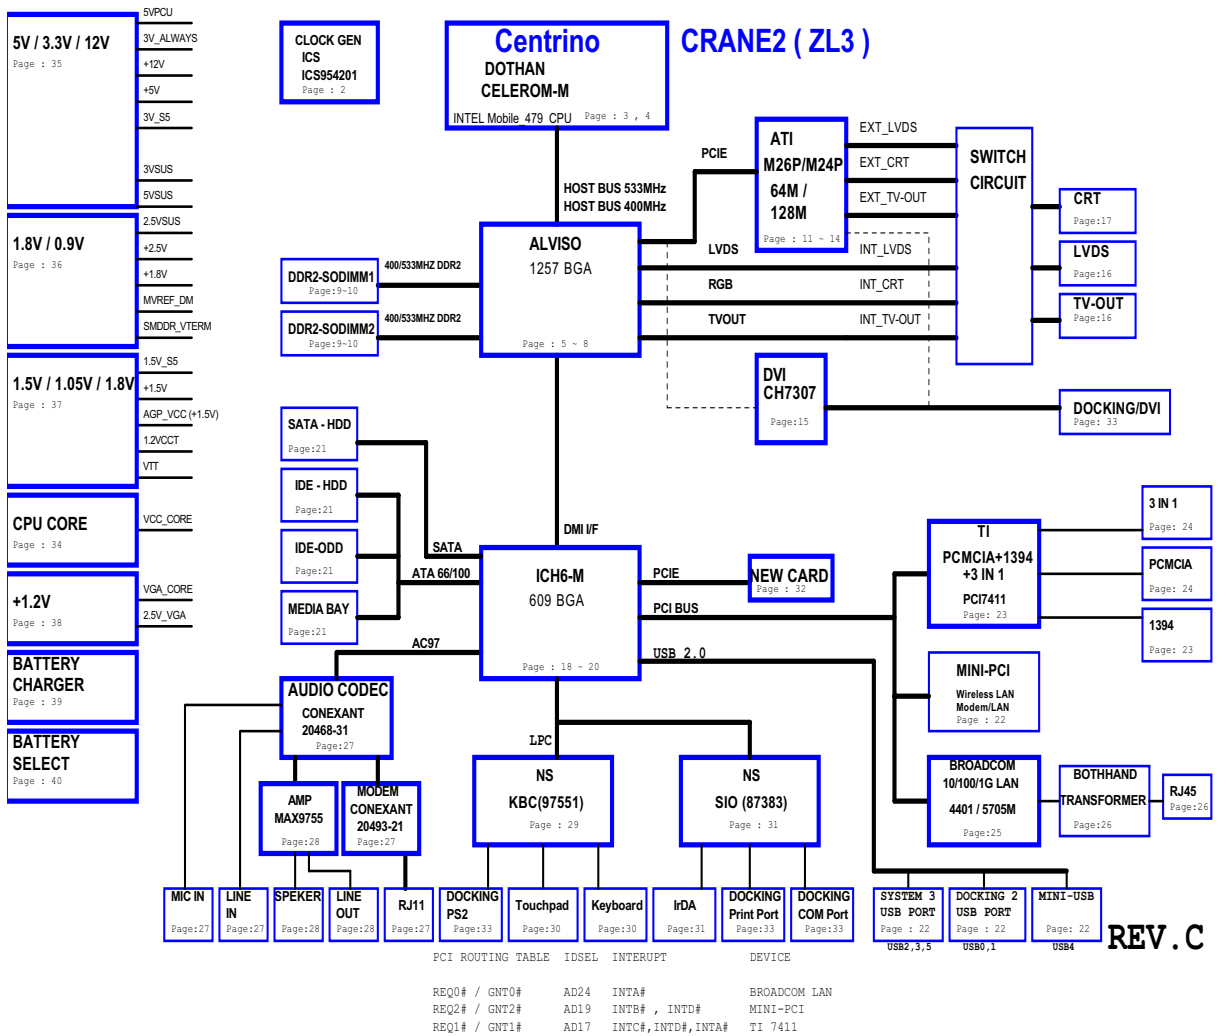 5V / 3.3V / 12V
Page : 35
5VPCU
3V_ALWAYS
+12V
+5V
3V_S5
3VSUS
5VSUS
1.8V / 0.9V
Page : 36
2.5VSUS
+2.5V
+1.8V
MVREF_DM
SMDDR_VTERM
1.5V / 1.05V / 1.8V
Page : 37
1.5V_S5
+1.5V
AGP_VCC (+1.5V)
1.2VCCT
VTT
CPU CORE
Page : 34
VCC_CORE
+1.2V
Page : 38
VGA_CORE
2.5V_VGA
BATTERY
CHARGER
Page : 39
BATTERY
SELECT
Page : 40
CLOCK GEN
ICS
ICS954201
Page : 2
Centrino
DOTHAN
CELEROM-M
INTEL Mobile_479 CPU
Page : 3 , 4
CRANE2 ( ZL3 )
HOST BUS 533MHz
HOST BUS 400MHz
ALVISO
1257 BGA
Page : 5 ~ 8
DDR2-SODIMM1
Page:9~10
400/533MHZ DDR2
DDR2-SODIMM2
Page:9~10
400/533MHZ DDR2
PCIE
ATI
M26P/M24P
64M /
128M
Page : 11 ~ 14
EXT_LVDS
EXT_CRT
EXT_TV-OUT
LVDS
INT_LVDS
RGB
INT_CRT
TVOUT
INT_TV-OUT
SWITCH
CIRCUIT
CRT
Page:17
LVDS
Page:16
TV-OUT
Page:16
DVI
CH7307
Page:15
DOCKING/DVI
Page: 33
SATA - HDD
Page:21
IDE - HDD
Page:21
IDE-ODD
Page:21
MEDIA BAY
Page:21
SATA
ATA 66/100
AC97
DMI I/F
ICH6-M
609 BGA
Page : 18 ~ 20
PCIE
NEW CARD
Page : 32
PCI BUS
USB 2.0
TI
PCMCIA+1394
+3 IN 1
PCI7411
Page: 23
3 IN 1
Page: 24
PCMCIA
Page: 24
1394
Page: 23
MINI-PCI
Wireless LAN
Modem/LAN
Page : 22
BROADCOM
10/100/1G LAN
4401 / 5705M
Page:25
BOTHHAND
TRANSFORMER
Page:26
RJ45
Page:26
AUDIO CODEC
CONEXANT
20468-31
Page:27
AMP
MAX9755
Page:28
MODEM
CONEXANT
20493-21
Page:27
LPC
NS
KBC(97551)
Page : 29
NS
SIO (87383)
Page : 31
MIC IN
Page:27
LINE
IN
Page:27
SPEKER
Page:28
LINE
OUT
Page:28
RJ11
Page:27
DOCKING
PS2
Page:33
Touchpad
Page:30
Keyboard
Page:30
IrDA
Page:31
DOCKING
Print Port
Page:33
DOCKING
COM Port
Page:33
SYSTEM 3
USB PORT
Page : 22
USB2,3,5
DOCKING 2
USB PORT
Page : 22
USB0,1
MINI-USB
Page: 22
USB4
REV.C
PCI ROUTING TABLE IDSEL INTERUPT DEVICE
REQ0# / GNT0# AD24 INTA# BROADCOM LAN
REQ2# / GNT2# AD19 INTB# , INTD# MINI-PCI
REQ1# / GNT1# AD17 INTC#,INTD#,INTA# TI 7411